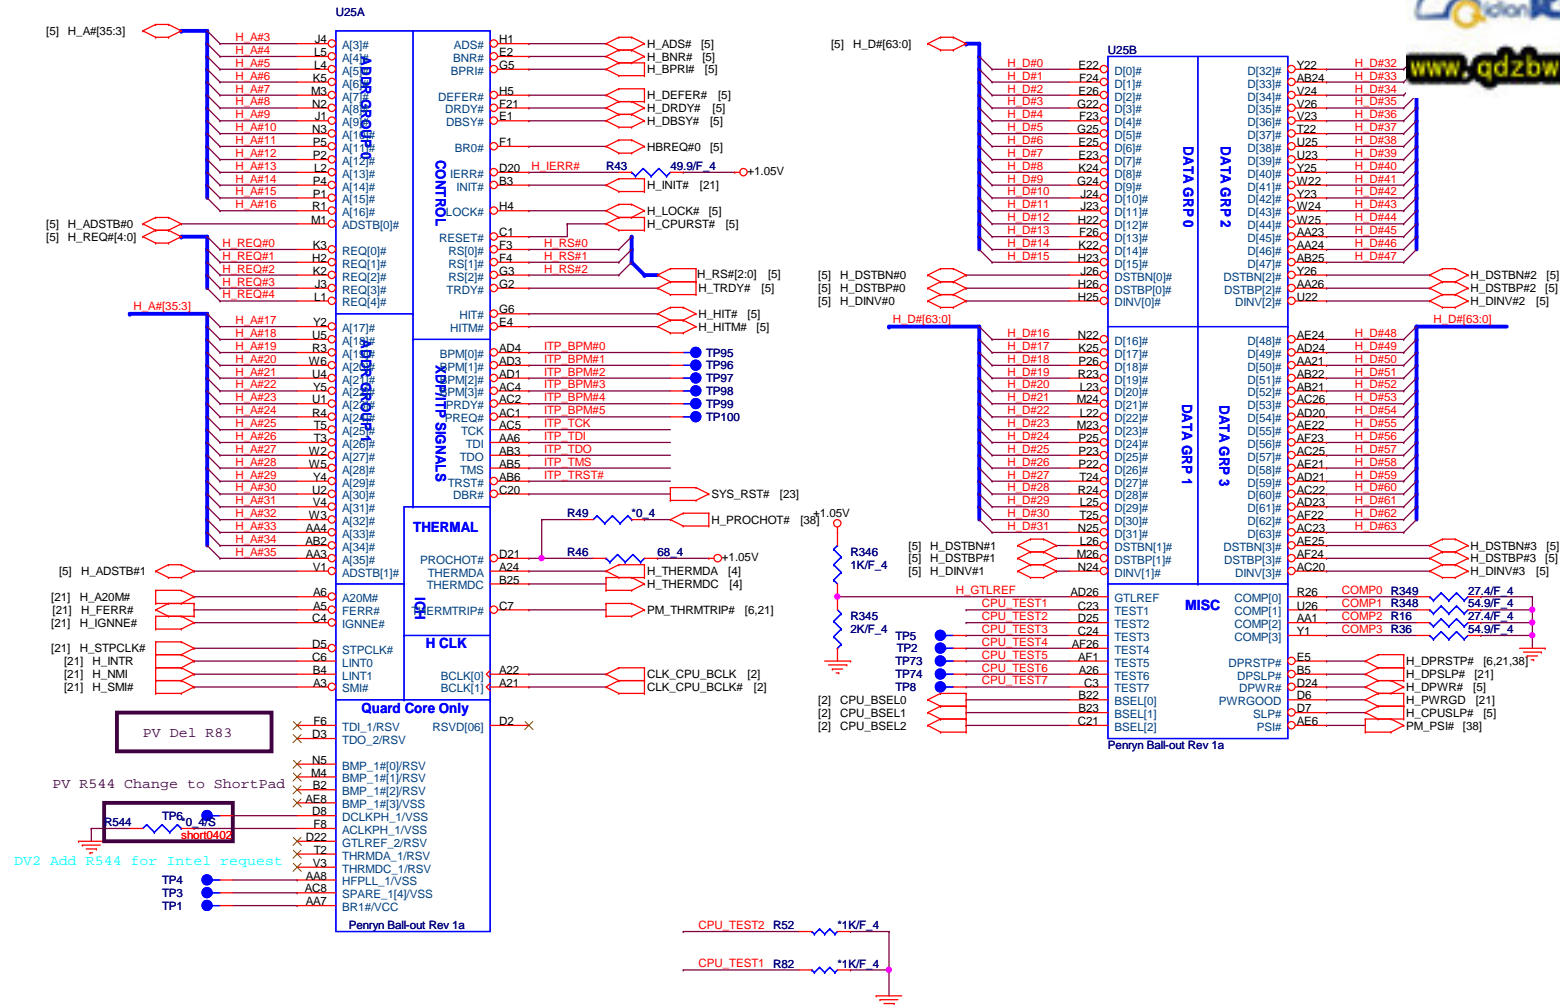 U25A
[5] H_A#[35:3]
H_A#3 J4 A[3]#
H_A#4 L5 A[4]#
H_A#5 L4 A[5]#
H_A#6 K5 A[6]#
H_A#7 M3 A[7]#
H_A#8 N2 A[8]#
H_A#9 J1 A[9]#
H_A#10 N3 A[10]#
H_A#11 P5 A[11]#
H_A#12 P2 A[12]#
H_A#13 L2 A[13]#
H_A#14 P4 A[14]#
H_A#15 P1 A[15]#
H_A#16 R1 A[16]#
[5] H_ADSTB#0 M1 ADSTB[0]#
[5] H_REQ#[4:0]
H_REQ#0 K3 REQ[0]#
H_REQ#1 H2 REQ[1]#
H_REQ#2 K2 REQ[2]#
H_REQ#3 J3 REQ[3]#
H_REQ#4 L1 REQ[4]#
ADDR GROUP 0
H_A#[35:3]
H_A#17 Y2 A[17]#
H_A#18 U5 A[18]#
H_A#19 R3 A[19]#
H_A#20 W6 A[20]#
H_A#21 U4 A[21]#
H_A#22 Y5 A[22]#
H_A#23 U1 A[23]#
H_A#24 R4 A[24]#
H_A#25 T5 A[25]#
H_A#26 T3 A[26]#
H_A#27 W2 A[27]#
H_A#28 W5 A[28]#
H_A#29 Y4 A[29]#
H_A#30 U2 A[30]#
H_A#31 V4 A[31]#
H_A#32 W3 A[32]#
H_A#33 AA4 A[33]#
H_A#34 AB2 A[34]#
H_A#35 AA3 A[35]#
[5] H_ADSTB#1 V1 ADSTB[1]#
ADDR GROUP 1
[21] H_A20M# A6 A20M#
[21] H_FERR# A5 FERR#
[21] H_IGNNE# C4 IGNNE#
[21] H_STPCLK# D5 STPCLK#
[21] H_INTR C6 LINT0
[21] H_NMI B4 LINT1
[21] H_SMI# A3 SMI#
ICH
ADS# H1 H_ADS# [5]
BNR# E2 H_BNR# [5]
BPRI# G5 H_BPRI# [5]
DEFER# H5 H_DEFER# [5]
DRDY# F21 H_DRDY# [5]
DBSY# E1 H_DBSY# [5]
BR0# F1 HBREQ#0 [5]
IERR# D20 H_IERR# R43 49.9/F_4 +1.05V
INIT# B3 H_INIT# [21]
LOCK# H4 H_LOCK# [5]
RESET# C1 H_CPURST# [5]
RS[0]# F3 H_RS#0
RS[1]# F4 H_RS#1
RS[2]# G3 H_RS#2
H_RS#[2:0] [5]
TRDY# G2 H_TRDY# [5]
HIT# G6 H_HIT# [5]
HITM# E4 H_HITM# [5]
CONTROL
BPM[0]# AD4 ITP_BPM#0 TP95
BPM[1]# AD3 ITP_BPM#1 TP96
BPM[2]# AD1 ITP_BPM#2 TP97
BPM[3]# AC4 ITP_BPM#3 TP98
PRDY# AC2 ITP_BPM#4 TP99
PREQ# AC1 ITP_BPM#5 TP100
TCK AC5 ITP_TCK
TDI AA6 ITP_TDI
TDO AB3 ITP_TDO
TMS AB5 ITP_TMS
TRST# AB6 ITP_TRST#
DBR# C20 SYS_RST# [23]
XDP/ITP SIGNALS
THERMAL
R49 *0_4 H_PROCHOT# [38]
PROCHOT# D21 R46 68_4 +1.05V
THERMDA A24 H_THERMDA [4]
THERMDC B25 H_THERMDC [4]
THERMTRIP# C7 PM_THRMTRIP# [6,21]
H CLK
BCLK[0] A22 CLK_CPU_BCLK [2]
BCLK[1] A21 CLK_CPU_BCLK# [2]
Quard Core Only
F6 TDI_1/RSV RSVD[06] D2
D3 TDO_2/RSV
N5 BMP_1#[0]/RSV
M4 BMP_1#[1]/RSV
B2 BMP_1#[2]/RSV
AE8 BMP_1#[3]/VSS
D8 DCLKPH_1/VSS
F8 ACLKPH_1/VSS
D22 GTLREF_2/RSV
T2 THRMDA_1/RSV
V3 THRMDC_1/RSV
TP4 AA8 HFPLL_1/VSS
TP3 AC8 SPARE_1[4]/VSS
TP1 AA7 BR1#/VCC
Penryn Ball-out Rev 1a
PV Del R83
PV R544 Change to ShortPad
TP6
R544 *0_4/S
short0402
DV2 Add R544 for Intel request
CPU_TEST2 R52 *1K/F_4
CPU_TEST1 R82 *1K/F_4
U25B
[5] H_D#[63:0]
H_D#0 E22 D[0]#
H_D#1 F24 D[1]#
H_D#2 E26 D[2]#
H_D#3 G22 D[3]#
H_D#4 F23 D[4]#
H_D#5 G25 D[5]#
H_D#6 E25 D[6]#
H_D#7 E23 D[7]#
H_D#8 K24 D[8]#
H_D#9 G24 D[9]#
H_D#10 J24 D[10]#
H_D#11 J23 D[11]#
H_D#12 H22 D[12]#
H_D#13 F26 D[13]#
H_D#14 K22 D[14]#
H_D#15 H23 D[15]#
[5] H_DSTBN#0 J26 DSTBN[0]#
[5] H_DSTBP#0 H26 DSTBP[0]#
[5] H_DINV#0 H25 DINV[0]#
DATA GRP 0
H_D#[63:0]
H_D#16 N22 D[16]#
H_D#17 K25 D[17]#
H_D#18 P26 D[18]#
H_D#19 R23 D[19]#
H_D#20 L23 D[20]#
H_D#21 M24 D[21]#
H_D#22 L22 D[22]#
H_D#23 M23 D[23]#
H_D#24 P25 D[24]#
H_D#25 P23 D[25]#
H_D#26 P22 D[26]#
H_D#27 T24 D[27]#
H_D#28 R24 D[28]#
H_D#29 L25 D[29]#
H_D#30 T25 D[30]#
H_D#31 N25 D[31]#
[5] H_DSTBN#1 L26 DSTBN[1]#
[5] H_DSTBP#1 M26 DSTBP[1]#
[5] H_DINV#1 N24 DINV[1]#
DATA GRP 1
D[32]# Y22 H_D#32
D[33]# AB24 H_D#33
D[34]# V24 H_D#34
D[35]# V26 H_D#35
D[36]# V23 H_D#36
D[37]# T22 H_D#37
D[38]# U25 H_D#38
D[39]# U23 H_D#39
D[40]# Y25 H_D#40
D[41]# W22 H_D#41
D[42]# Y23 H_D#42
D[43]# W24 H_D#43
D[44]# W25 H_D#44
D[45]# AA23 H_D#45
D[46]# AA24 H_D#46
D[47]# AB25 H_D#47
DSTBN[2]# Y26 H_DSTBN#2 [5]
DSTBP[2]# AA26 H_DSTBP#2 [5]
DINV[2]# U22 H_DINV#2 [5]
DATA GRP 2
H_D#[63:0]
D[48]# AE24 H_D#48
D[49]# AD24 H_D#49
D[50]# AA21 H_D#50
D[51]# AB22 H_D#51
D[52]# AB21 H_D#52
D[53]# AC26 H_D#53
D[54]# AD20 H_D#54
D[55]# AE22 H_D#55
D[56]# AF23 H_D#56
D[57]# AC25 H_D#57
D[58]# AE21 H_D#58
D[59]# AD21 H_D#59
D[60]# AC22 H_D#60
D[61]# AD23 H_D#61
D[62]# AF22 H_D#62
D[63]# AC23 H_D#63
DSTBN[3]# AE25 H_DSTBN#3 [5]
DSTBP[3]# AF24 H_DSTBP#3 [5]
DINV[3]# AC20 H_DINV#3 [5]
DATA GRP 3
+1.05V
R346
1K/F_4
R345
2K/F_4
H_GTLREF AD26 GTLREF
CPU_TEST1 C23 TEST1
CPU_TEST2 D25 TEST2
TP5 CPU_TEST3 C24 TEST3
TP2 CPU_TEST4 AF26 TEST4
TP73 CPU_TEST5 AF1 TEST5
TP74 CPU_TEST6 A26 TEST6
TP8 CPU_TEST7 C3 TEST7
[2] CPU_BSEL0 B22 BSEL[0]
[2] CPU_BSEL1 B23 BSEL[1]
[2] CPU_BSEL2 C21 BSEL[2]
MISC
COMP[0] R26 COMP0 R349 27.4/F_4
COMP[1] U26 COMP1 R348 54.9/F_4
COMP[2] AA1 COMP2 R16 27.4/F_4
COMP[3] Y1 COMP3 R36 54.9/F_4
DPRSTP# E5 H_DPRSTP# [6,21,38]
DPSLP# B5 H_DPSLP# [21]
DPWR# D24 H_DPWR# [5]
PWRGOOD D6 H_PWRGD [21]
SLP# D7 H_CPUSLP# [5]
PSI# AE6 PM_PSI# [38]
Penryn Ball-out Rev 1a
www.qdzbw